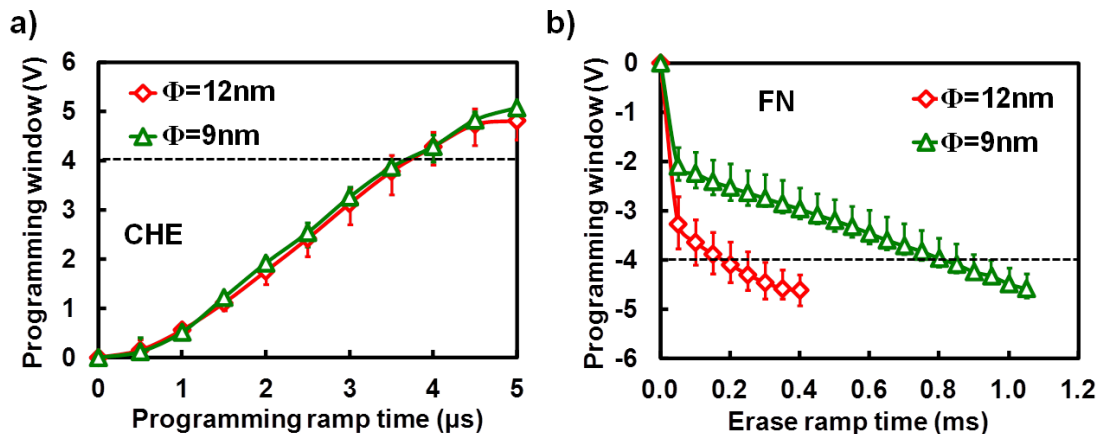 a)
Programming window (V)
6
5
4
3
2
1
0
Φ=12nm
Φ=9nm
CHE
0 1 2 3 4 5
Programming ramp time (µs)
b)
Programming window (V)
0
-1
-2
-3
-4
-5
-6
FN
Φ=12nm
Φ=9nm
0.0 0.2 0.4 0.6 0.8 1.0 1.2
Erase ramp time (ms)